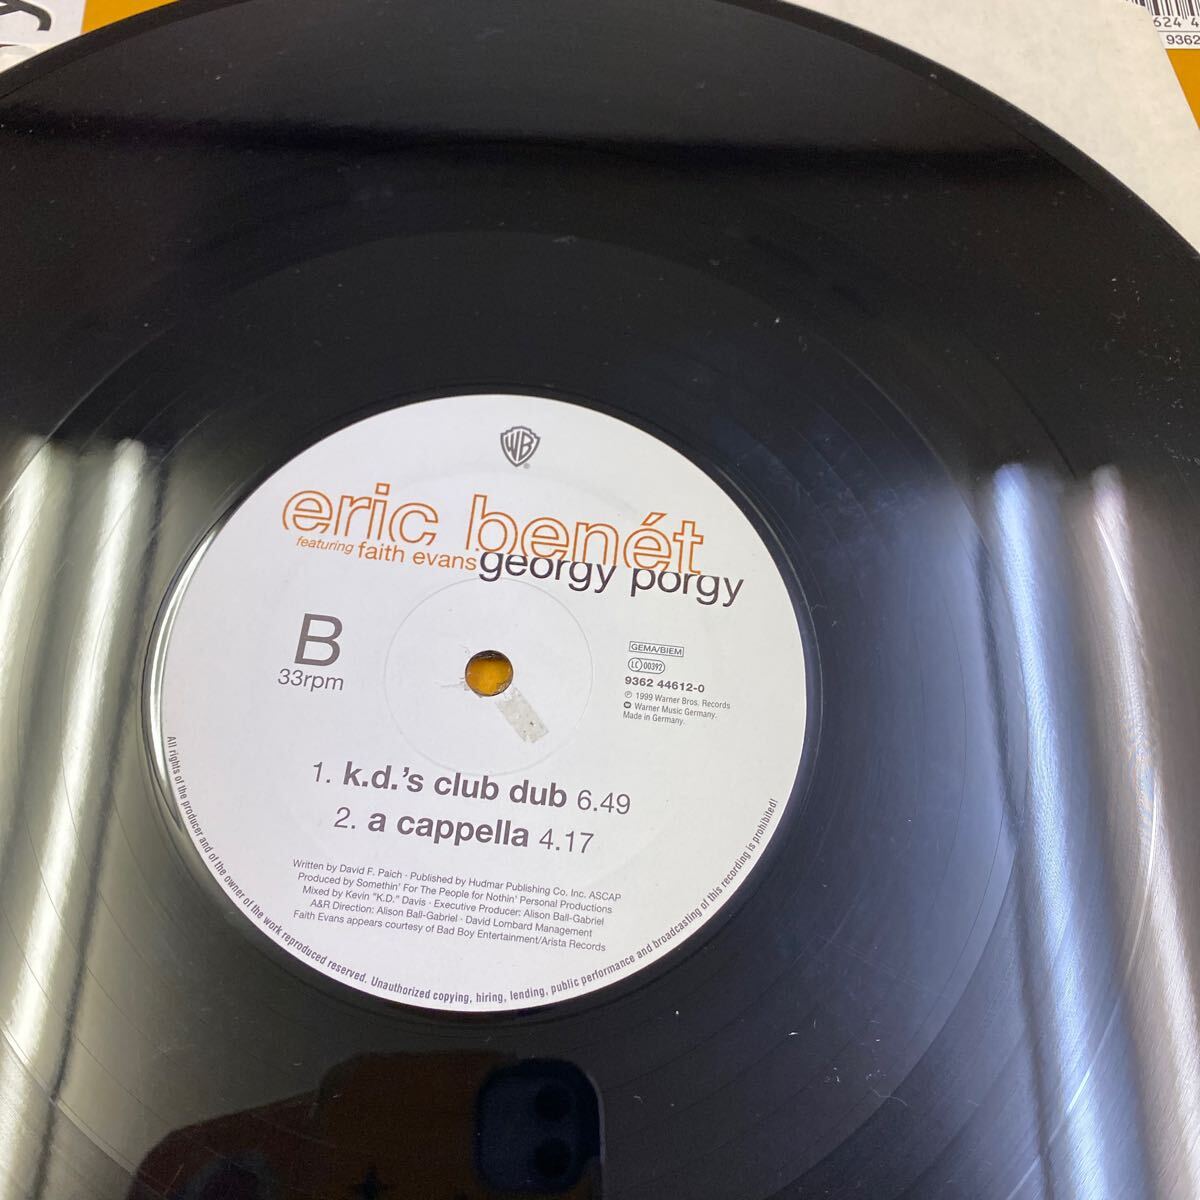 624 4
9362
WB
eric benét
featuring faith evans
georgy porgy
B
33rpm
GEMA/BIEM
LC 00392
9362 44612-0
℗ 1999 Warner Bros. Records
Warner Music Germany.
Made in Germany.
1. k.d.'s club dub 6.49
2. a cappella 4.17
Written by David F. Paich · Published by Hudmar Publishing Co. Inc. ASCAP
Produced by Somethin' For The People for Nothin' Personal Productions
Mixed by Kevin "K.D." Davis · Executive Producer: Alison Ball-Gabriel
A&R Direction: Alison Ball-Gabriel · David Lombard Management
Faith Evans appears courtesy of Bad Boy Entertainment/Arista Records
All rights of the producer and of the owner of the work reproduced reserved. Unauthorized copying, hiring, lending, public performance and broadcasting of this recording is prohibited!